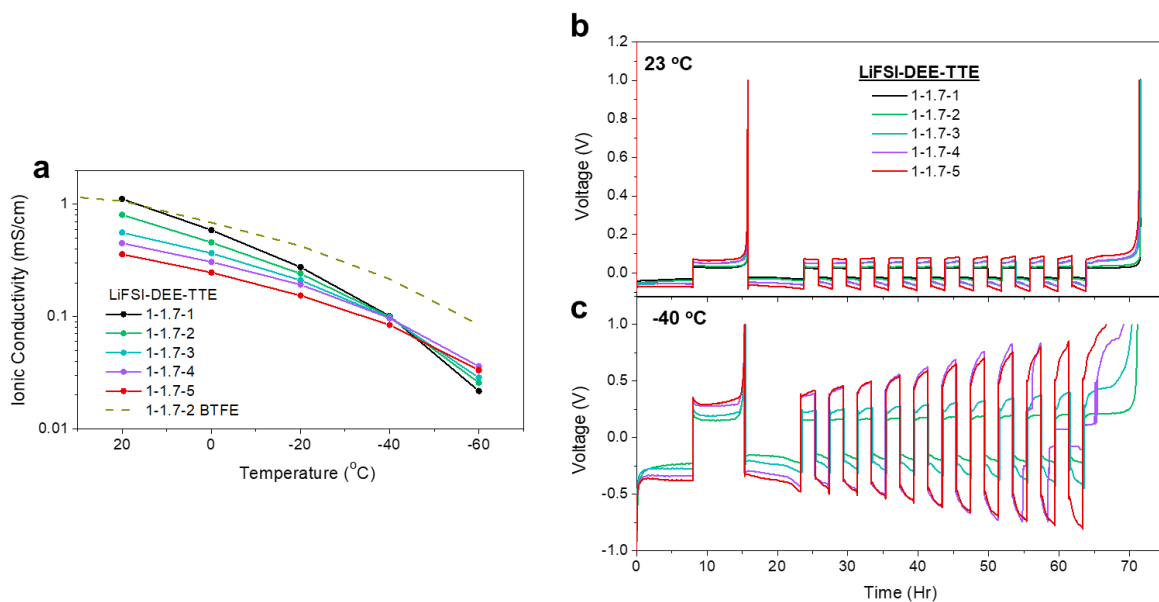 a
Ionic Conductivity (mS/cm)
1
0.1
0.01
LiFSI-DEE-TTE
1-1.7-1
1-1.7-2
1-1.7-3
1-1.7-4
1-1.7-5
1-1.7-2 BTFE
20 0 -20 -40 -60
Temperature (°C)
b
23 °C
Voltage (V)
1.2
1.0
0.8
0.6
0.4
0.2
0.0
LiFSI-DEE-TTE
1-1.7-1
1-1.7-2
1-1.7-3
1-1.7-4
1-1.7-5
c
-40 °C
Voltage (V)
0.5
0.0
-0.5
-1.0
0 10 20 30 40 50 60 70
Time (Hr)